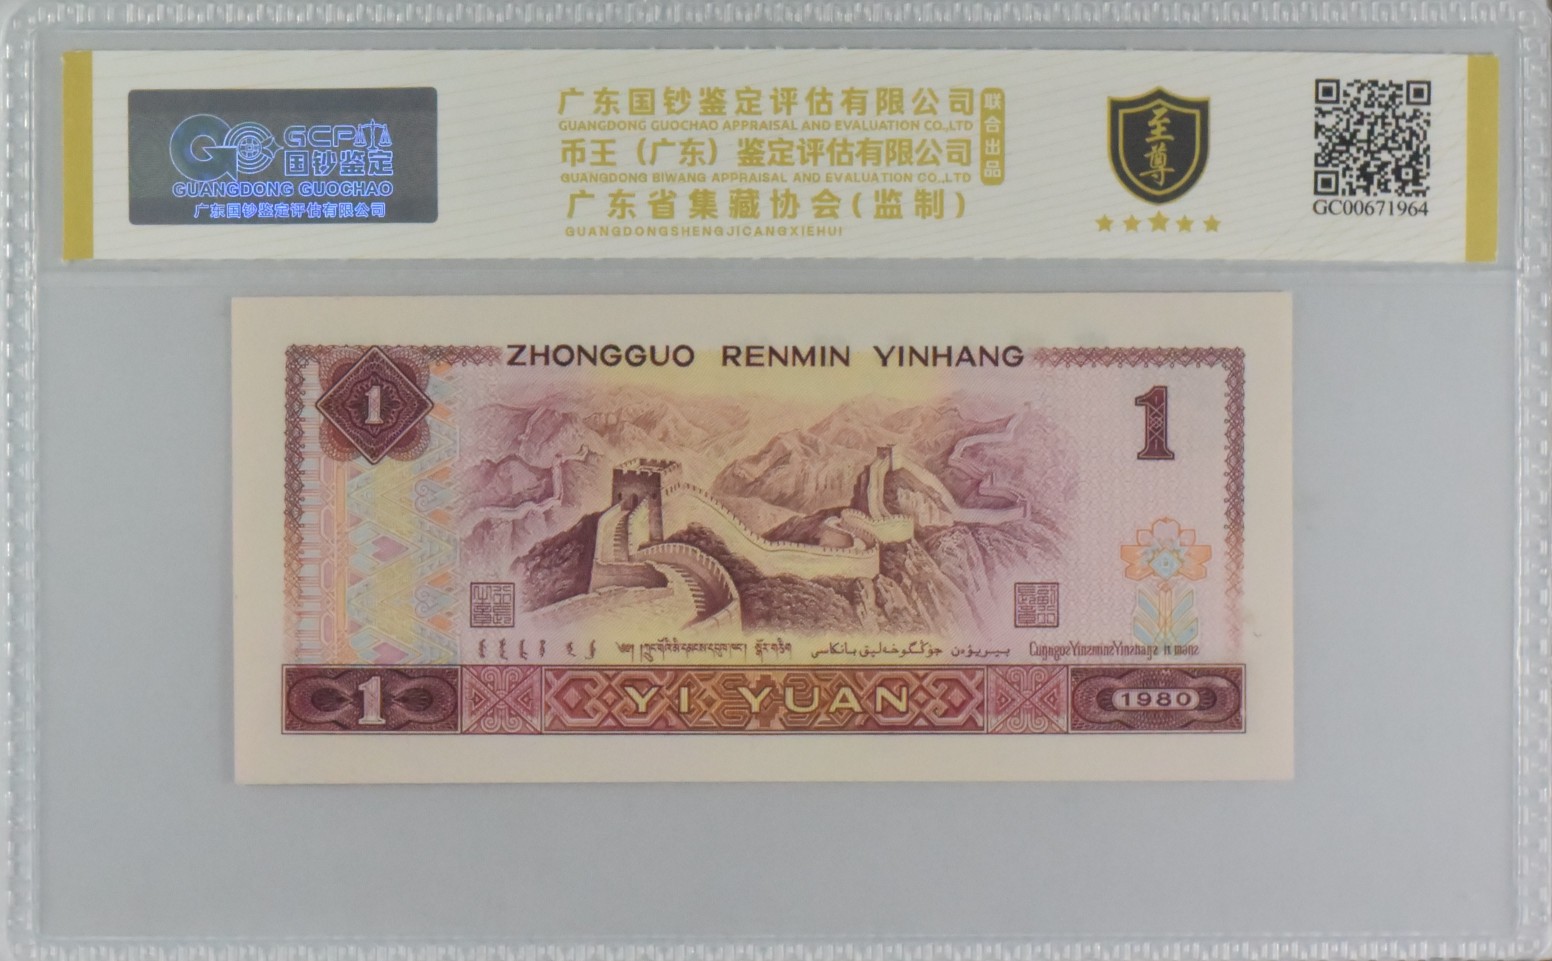 GCP
国钞鉴定
GUANGDONG GUOCHAO
广东国钞鉴定评估有限公司
广东国钞鉴定评估有限公司
GUANGDONG GUOCHAO APPRAISAL AND EVALUATION CO.,LTD
币王（广东）鉴定评估有限公司
GUANGDONG BIWANG APPRAISAL AND EVALUATION CO.,LTD
联合出品
广东省集藏协会(监制)
GUANGDONGSHENGJICANGXIEHUI
至尊
GC00671964
ZHONGGUO RENMIN YINHANG
1
1
1
YI YUAN
1980